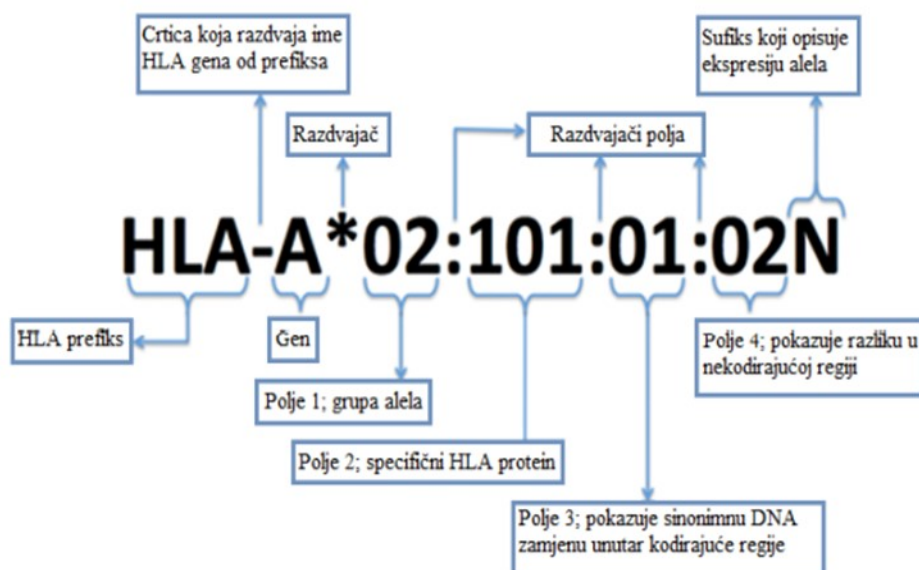 Crtica koja razdvaja ime
HLA gena od prefiksa
Sufiks koji opisuje
ekspresiju alela
Razdvajač
Razdvajači polja
HLA-A*02:101:01:02N
HLA prefiks
Gen
Polje 4; pokazuje razliku u
nekodirajućoj regiji
Polje 1; grupa alela
Polje 2; specifični HLA protein
Polje 3; pokazuje sinonimnu DNA
zamjenu unutar kodirajuće regije